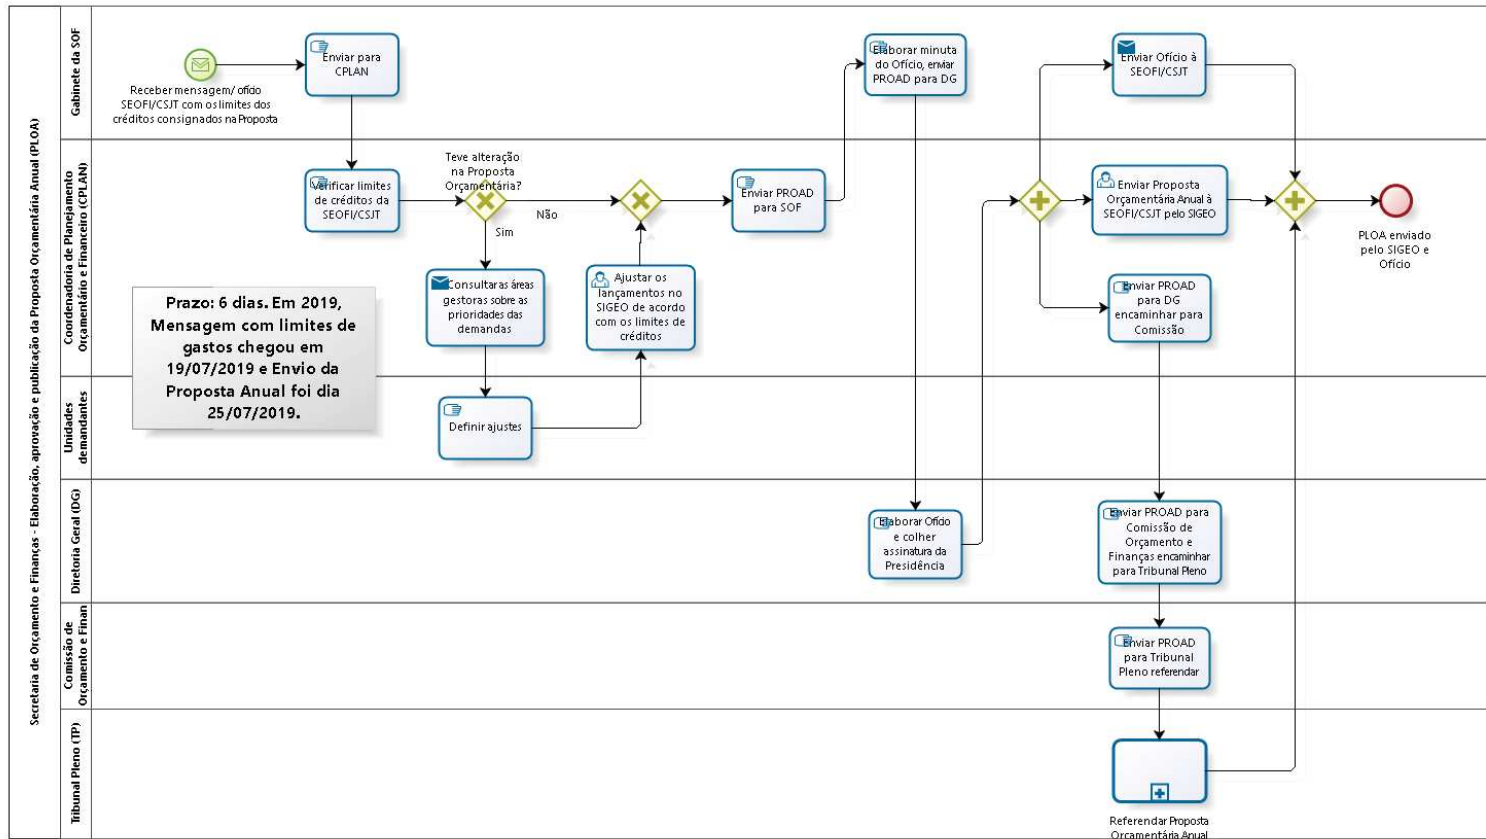 Secretaria de Orçamento e Finanças - Elaboração, aprovação e publicação da Proposta Orçamentária Anual (PLOA)
Gabinete da SOF
Receber mensagem/ ofício
SEOFI/CSJT com os limites dos
créditos consignados na Proposta
Enviar para
CPLAN
Elaborar minuta
do Ofício, enviar
PROAD para DG
Enviar Ofício à
SEOFI/CSJT
Coordenadoria de Planejamento
Orçamentário e Financeiro (CPLAN)
Verificar limites
de créditos da
SEOFI/CSJT
Teve alteração
na Proposta
Orçamentária?
Não
Sim
Enviar PROAD
para SOF
Enviar Proposta
Orçamentária Anual à
SEOFI/CSJT pelo SIGEO
PLOA enviado
pelo SIGEO e
Ofício
Consultar as áreas
gestoras sobre as
prioridades das
demandas
Ajustar os
lançamentos no
SIGEO de acordo
com os limites de
créditos
Enviar PROAD
para DG
encaminhar para
Comissão
Prazo: 6 dias. Em 2019,
Mensagem com limites de
gastos chegou em
19/07/2019 e Envio da
Proposta Anual foi dia
25/07/2019.
Unidades
demandantes
Definir ajustes
Diretoria Geral (DG)
Elaborar Ofício
e colher
assinatura da
Presidência
Enviar PROAD para
Comissão de
Orçamento e
Finanças encaminhar
para Tribunal Pleno
Comissão de
Orçamento e Finan
Enviar PROAD
para Tribunal
Pleno referendar
Tribunal Pleno (TP)
Referendar Proposta
Orçamentária Anual